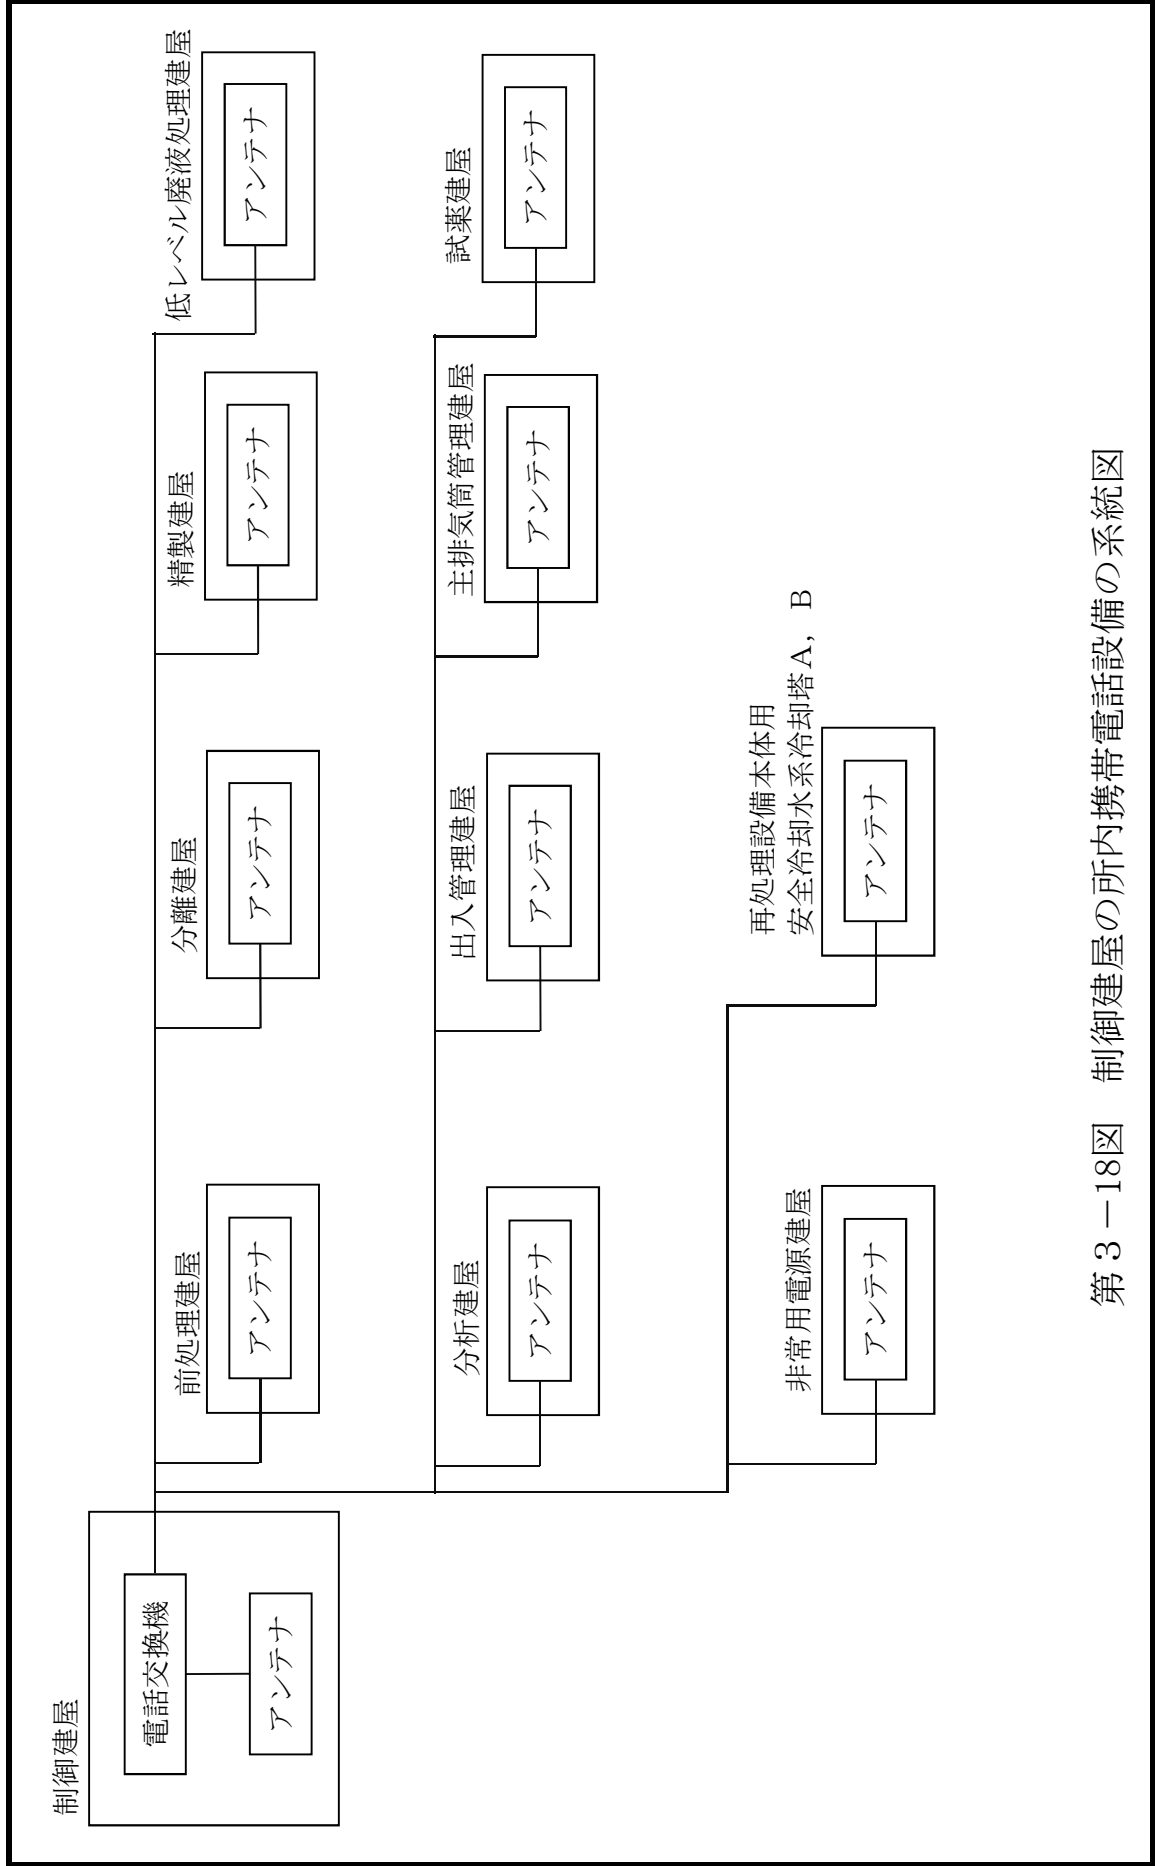 制御建屋
電話交換機
アンテナ
前処理建屋
アンテナ
分離建屋
アンテナ
精製建屋
アンテナ
低レベル廃液処理建屋
アンテナ
分析建屋
アンテナ
出入管理建屋
アンテナ
主排気筒管理建屋
アンテナ
試薬建屋
アンテナ
非常用電源建屋
アンテナ
再処理設備本体用
安全冷却水系冷却塔A，B
アンテナ
第３－18図　制御建屋の所内携帯電話設備の系統図